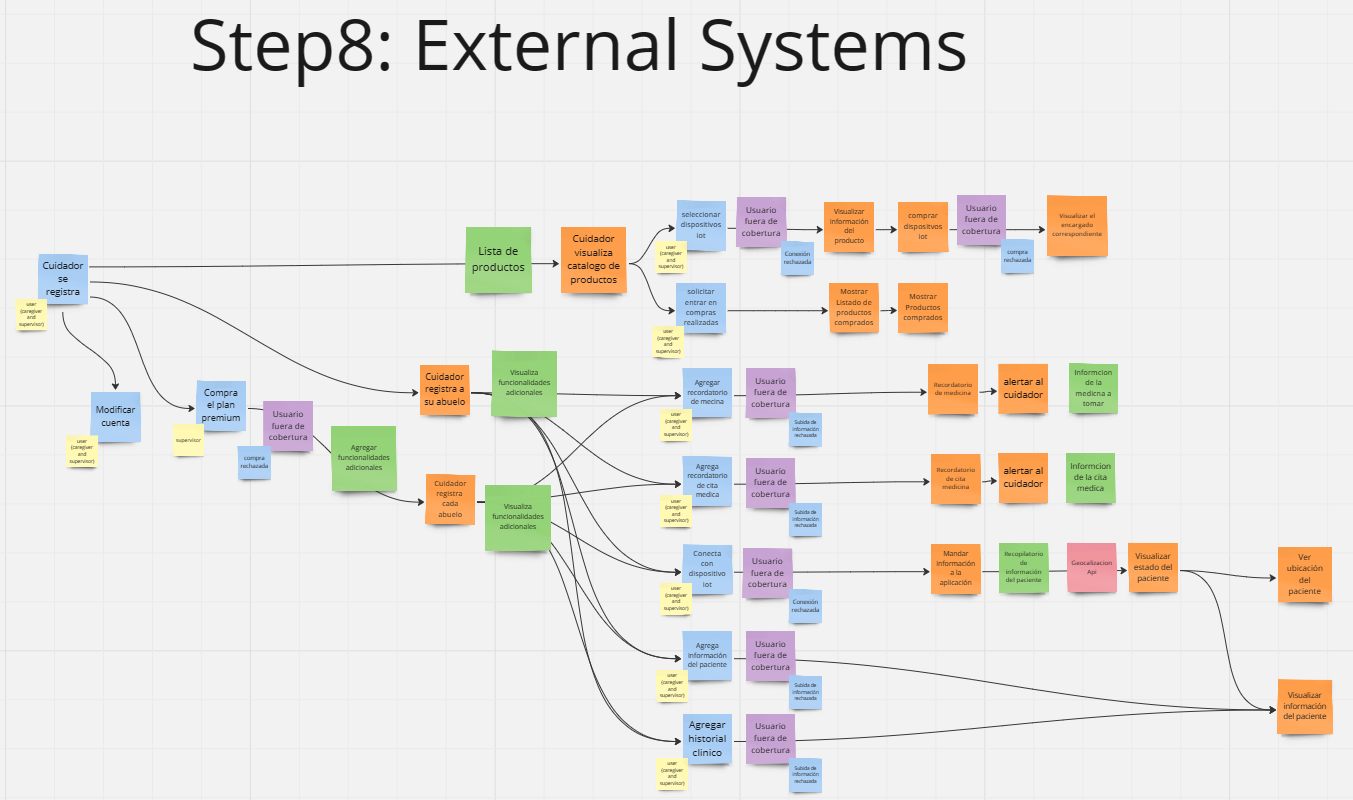 Step8: External Systems
seleccionar
dispositivos
iot
user
(caregiver
and
supervisor)
Usuario
fuera de
cobertura
Conexión
rechazada
Visualizar
información
del
producto
comprar
dispositvos
iot
Usuario
fuera de
cobertura
compra
rechazada
Visualizar el
encargado
correspondiente
Lista de
productos
Cuidador
visualiza
catalogo de
productos
Cuidador
se
registra
user
(caregiver
and
supervisor)
solicitar
entrar en
compras
realizadas
user
(caregiver
and
supervisor)
Mostrar
Listado de
productos
comprados
Mostrar
Productos
comprados
Modificar
cuenta
user
(caregiver
and
supervisor)
Compra
el plan
premium
supervisor
Usuario
fuera de
cobertura
compra
rechazada
Agregar
funcionalidades
adicionales
Cuidador
registra a
su abuelo
Visualiza
funcionalidades
adicionales
Cuidador
registra
cada
abuelo
Visualiza
funcionalidades
adicionales
Agregar
recordatorio
de mecina
user
(caregiver
and
supervisor)
Usuario
fuera de
cobertura
Subida de
información
rechazada
Recordatorio
de medicina
alertar al
cuidador
Informcion
de la
medicna a
tomar
Agrega
recordatorio
de cita
medica
user
(caregiver
and
supervisor)
Usuario
fuera de
cobertura
Subida de
información
rechazada
Recordatorio
de cita
medicina
alertar al
cuidador
Informcion
de la cita
medica
Conecta
con
dispositivo
iot
user
(caregiver
and
supervisor)
Usuario
fuera de
cobertura
Conexión
rechazada
Mandar
información
a la
aplicación
Recopilatorio
de
información
del paciente
Geocalizacion
Api
Visualizar
estado del
paciente
Ver
ubicación
del
paciente
Agrega
información
del paciente
user
(caregiver
and
supervisor)
Usuario
fuera de
cobertura
Subida de
información
rechazada
Visualizar
información
del paciente
Agregar
historial
clinico
user
(caregiver
and
supervisor)
Usuario
fuera de
cobertura
Subida de
información
rechazada